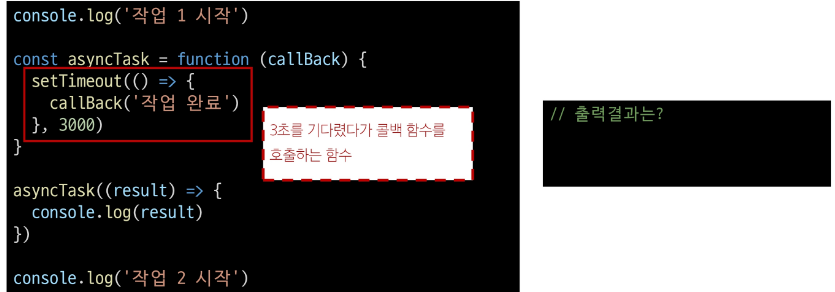 console.log('작업 1 시작')
const asyncTask = function (callBack) {
setTimeout(() => {
callBack('작업 완료')
}, 3000)
}
asyncTask((result) => {
console.log(result)
})
console.log('작업 2 시작')
3초를 기다렸다가 콜백 함수를
호출하는 함수
// 출력결과는?